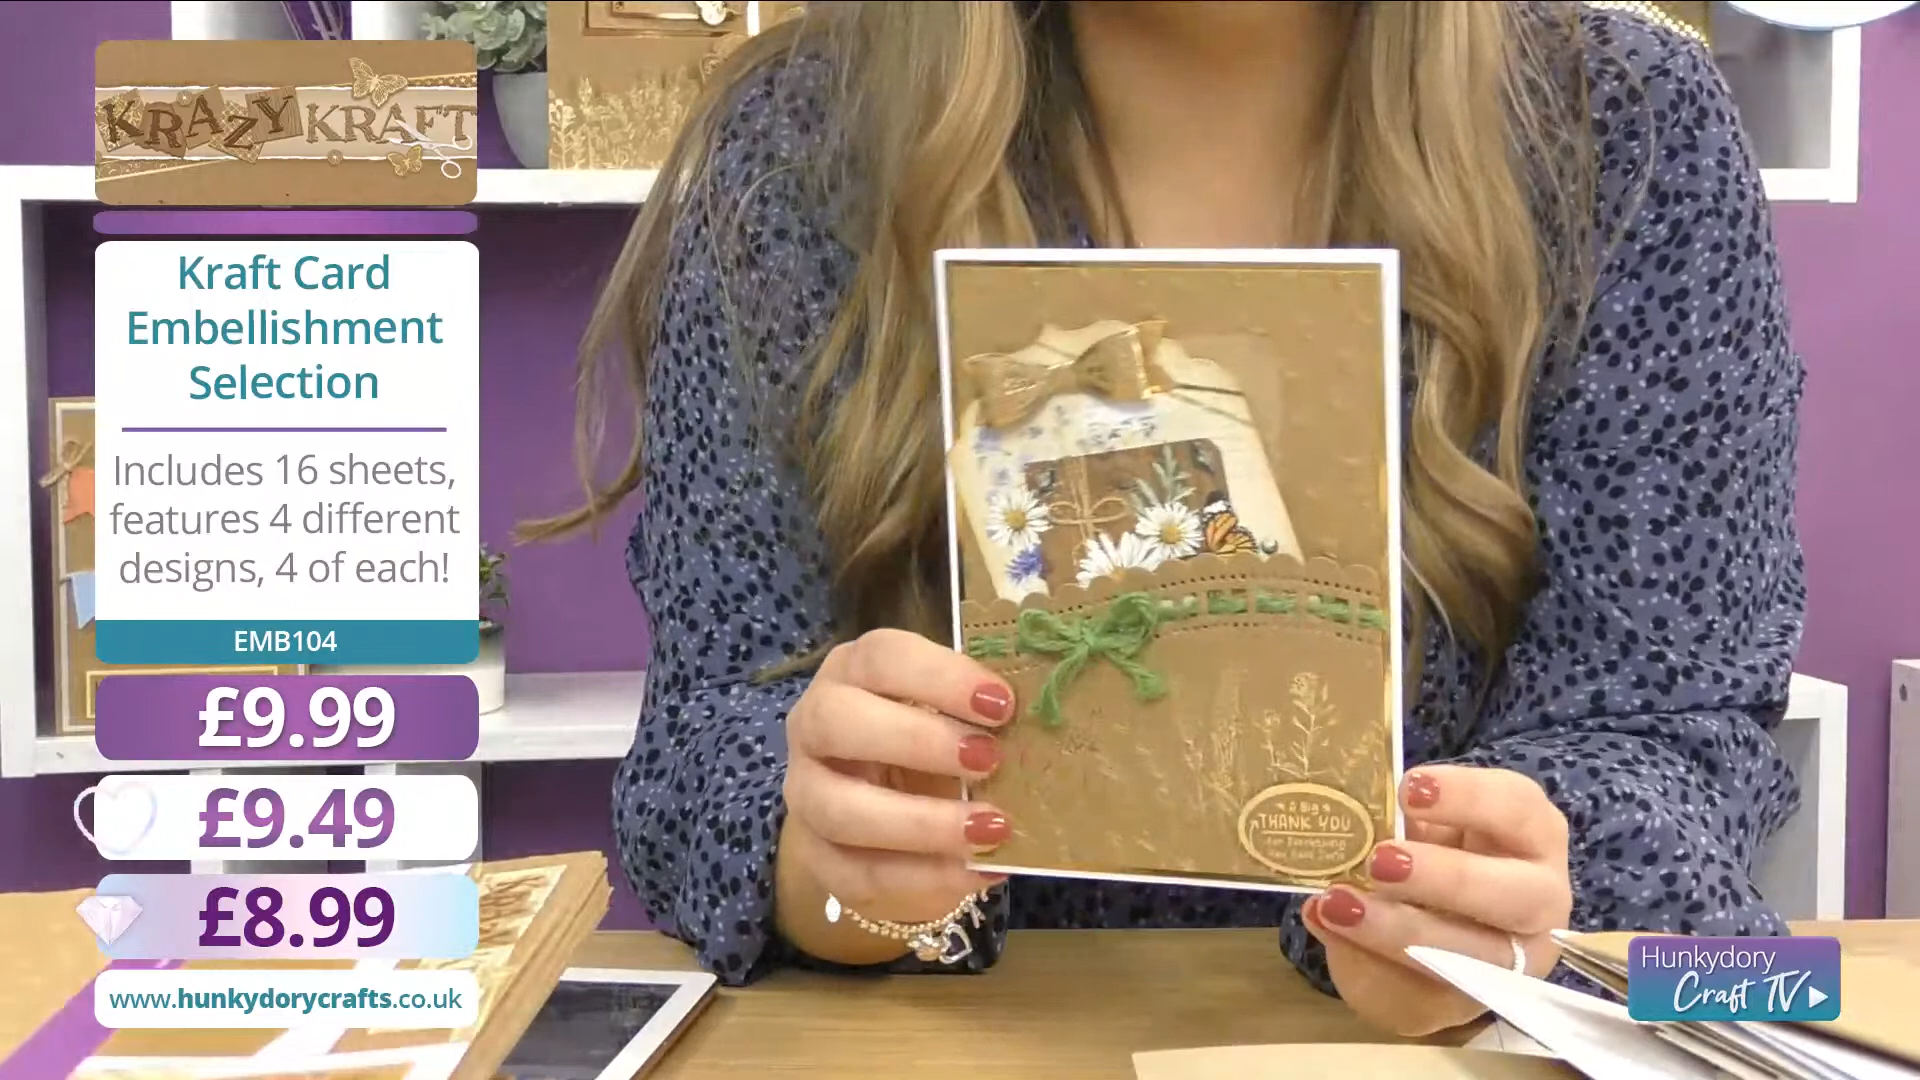 KRAZY KRAFT
Kraft Card
Embellishment
Selection
Includes 16 sheets,
features 4 different
designs, 4 of each!
EMB104
£9.99
£9.49
£8.99
www.hunkydorycrafts.co.uk
A BIG
THANK YOU
Hunkydory
Craft TV